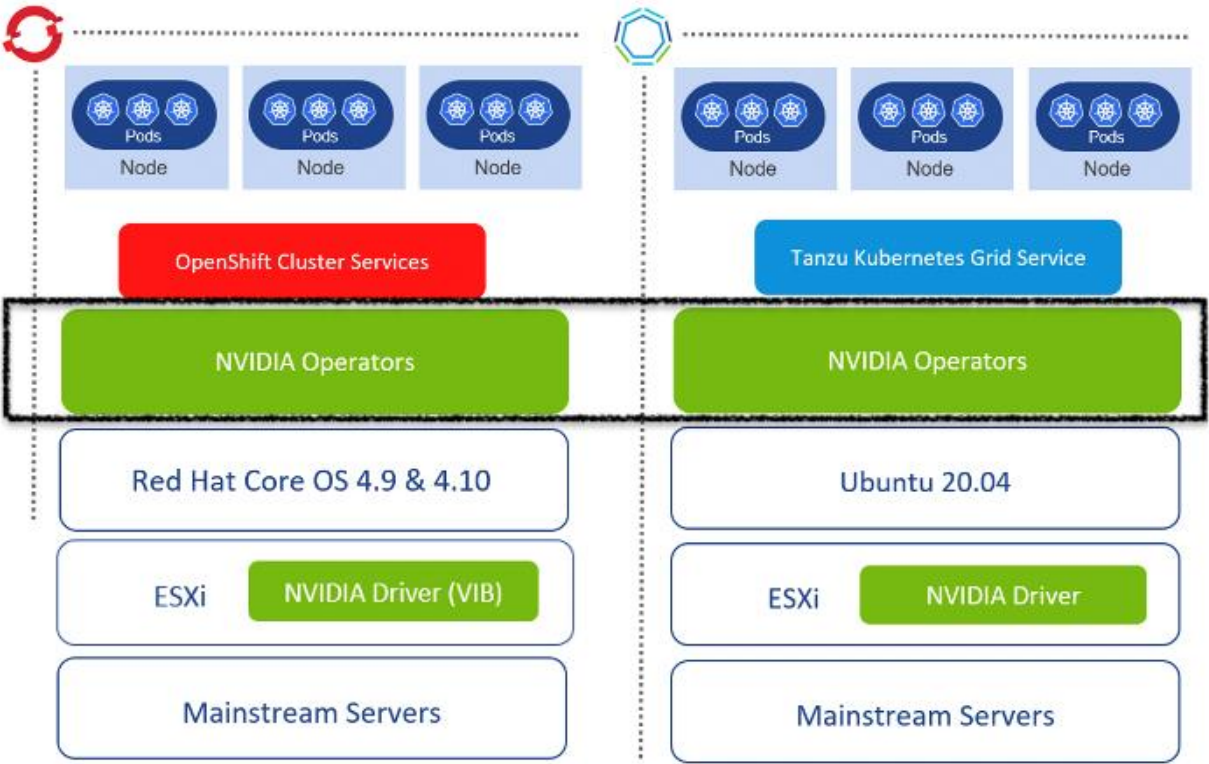 Pods
Node
Pods
Node
Pods
Node
OpenShift Cluster Services
NVIDIA Operators
Red Hat Core OS 4.9 & 4.10
ESXi
NVIDIA Driver (VIB)
Mainstream Servers
Pods
Node
Pods
Node
Pods
Node
Tanzu Kubernetes Grid Service
NVIDIA Operators
Ubuntu 20.04
ESXi
NVIDIA Driver
Mainstream Servers